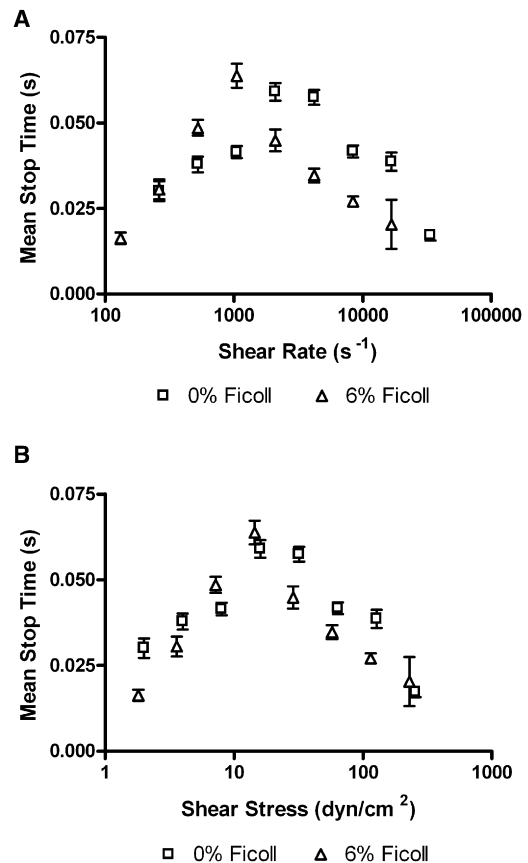 A
Mean Stop Time (s)
0.075
0.050
0.025
0.000
100 1000 10000 100000
Shear Rate (s⁻¹)
0% Ficoll 6% Ficoll
B
Mean Stop Time (s)
0.075
0.050
0.025
0.000
1 10 100 1000
Shear Stress (dyn/cm²)
0% Ficoll 6% Ficoll